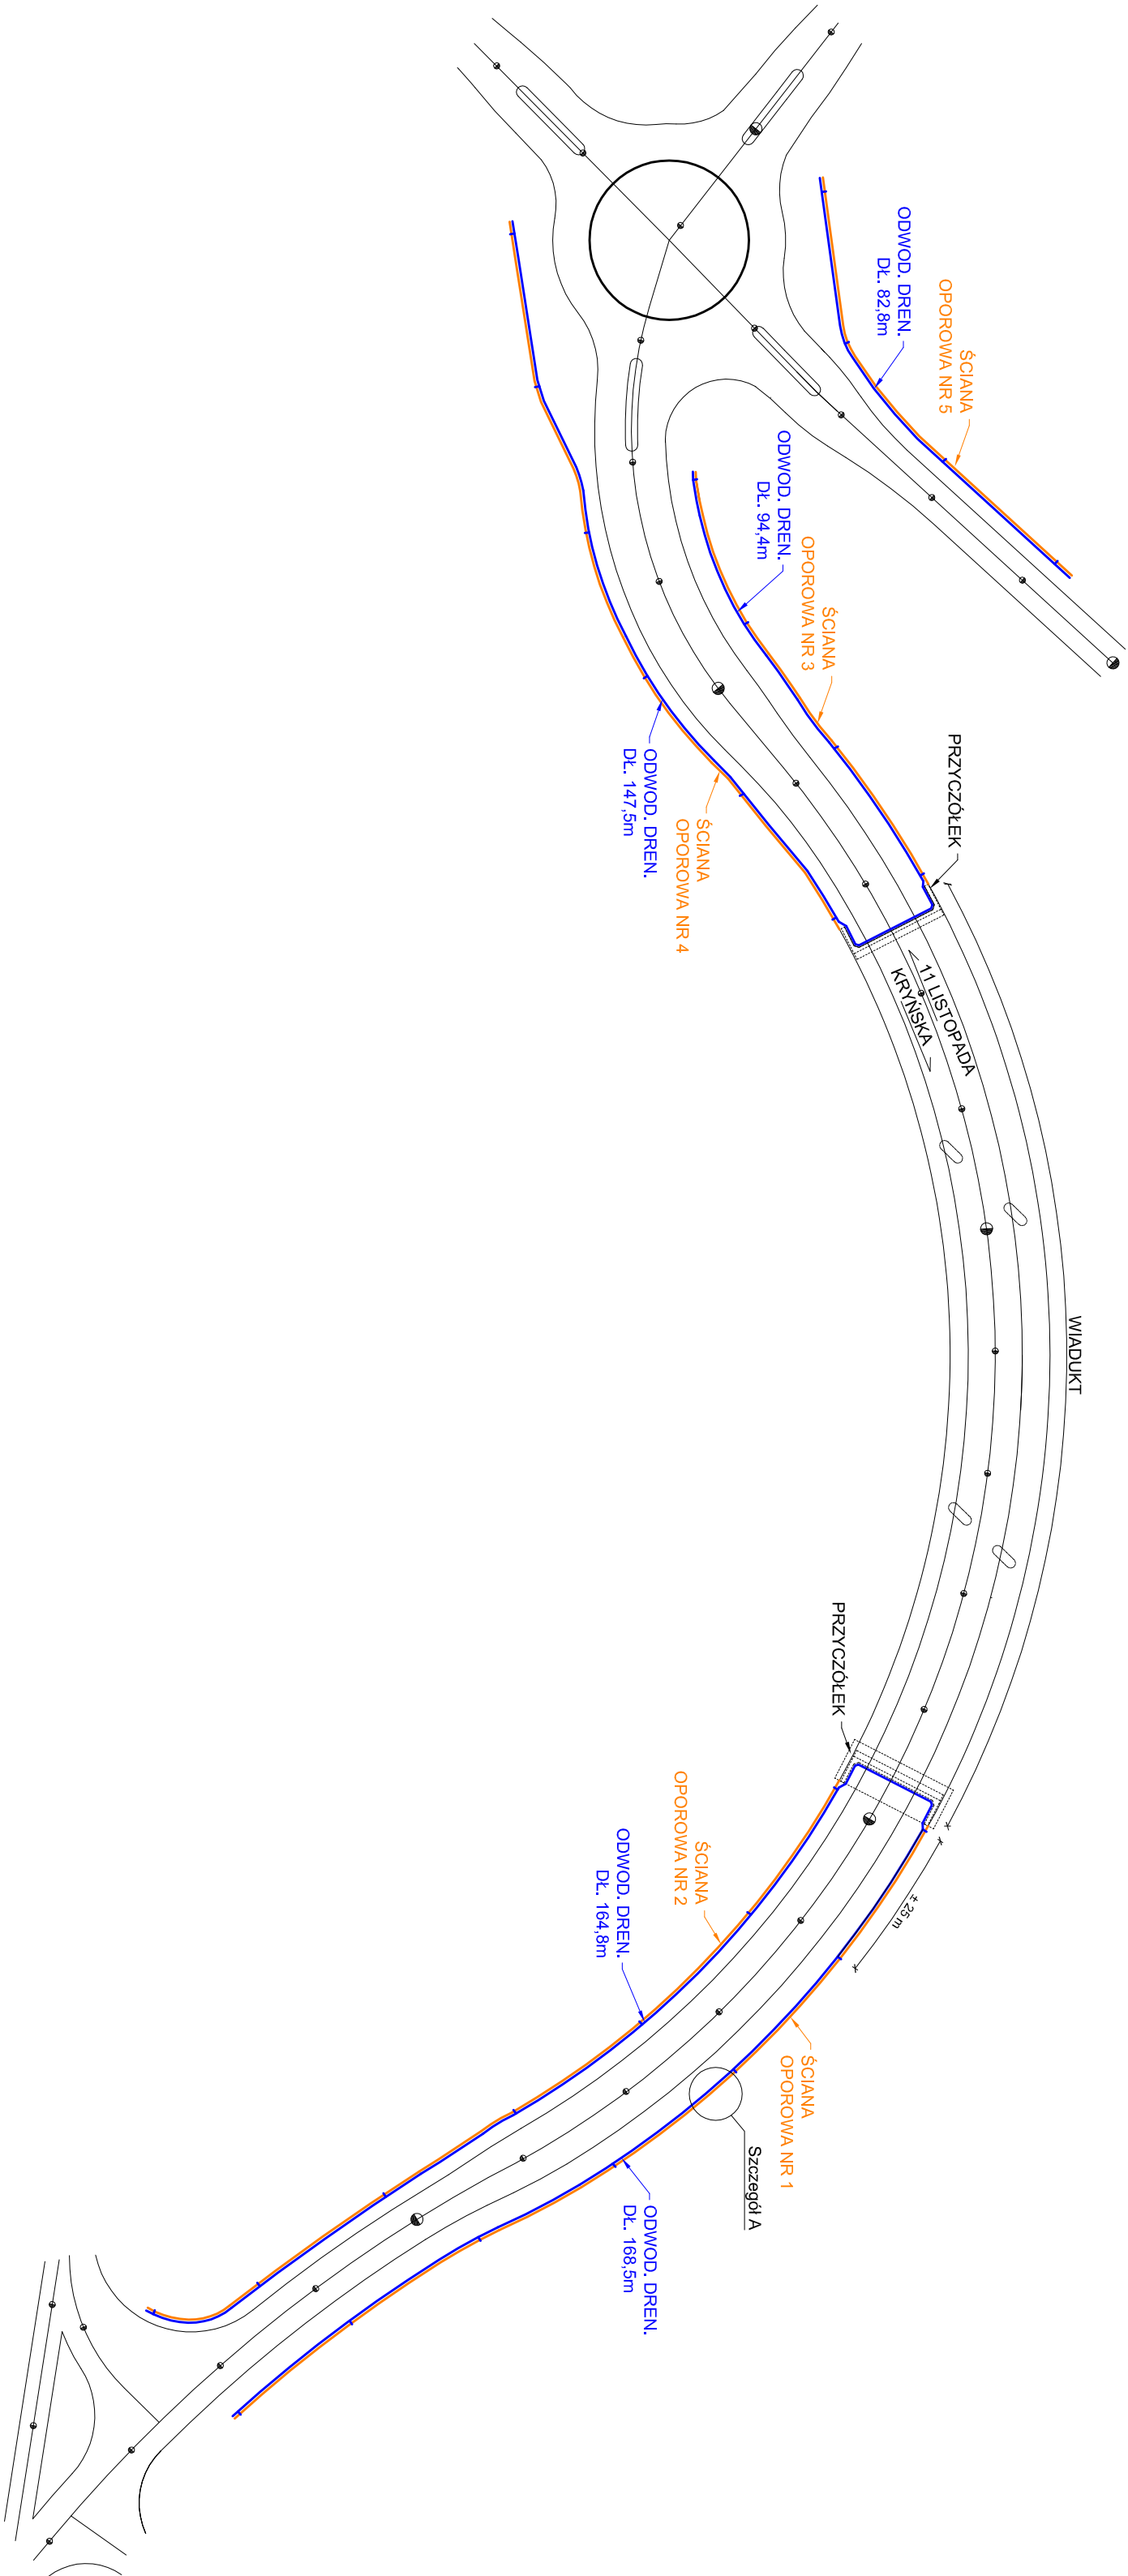 ODWOD. DREN.
DŁ. 82,8m
ŚCIANA
OPOROWA NR 5
ODWOD. DREN.
DŁ. 94,4m
ŚCIANA
OPOROWA NR 3
ODWOD. DREN.
DŁ. 147,5m
ŚCIANA
OPOROWA NR 4
PRZYCZÓŁEK
11 LISTOPADA
KRYŃSKA
WIADUKT
PRZYCZÓŁEK
± 25 m
ŚCIANA
OPOROWA NR 2
ODWOD. DREN.
DŁ. 164,8m
ŚCIANA
OPOROWA NR 1
Szczegół A
ODWOD. DREN.
DŁ. 168,5m